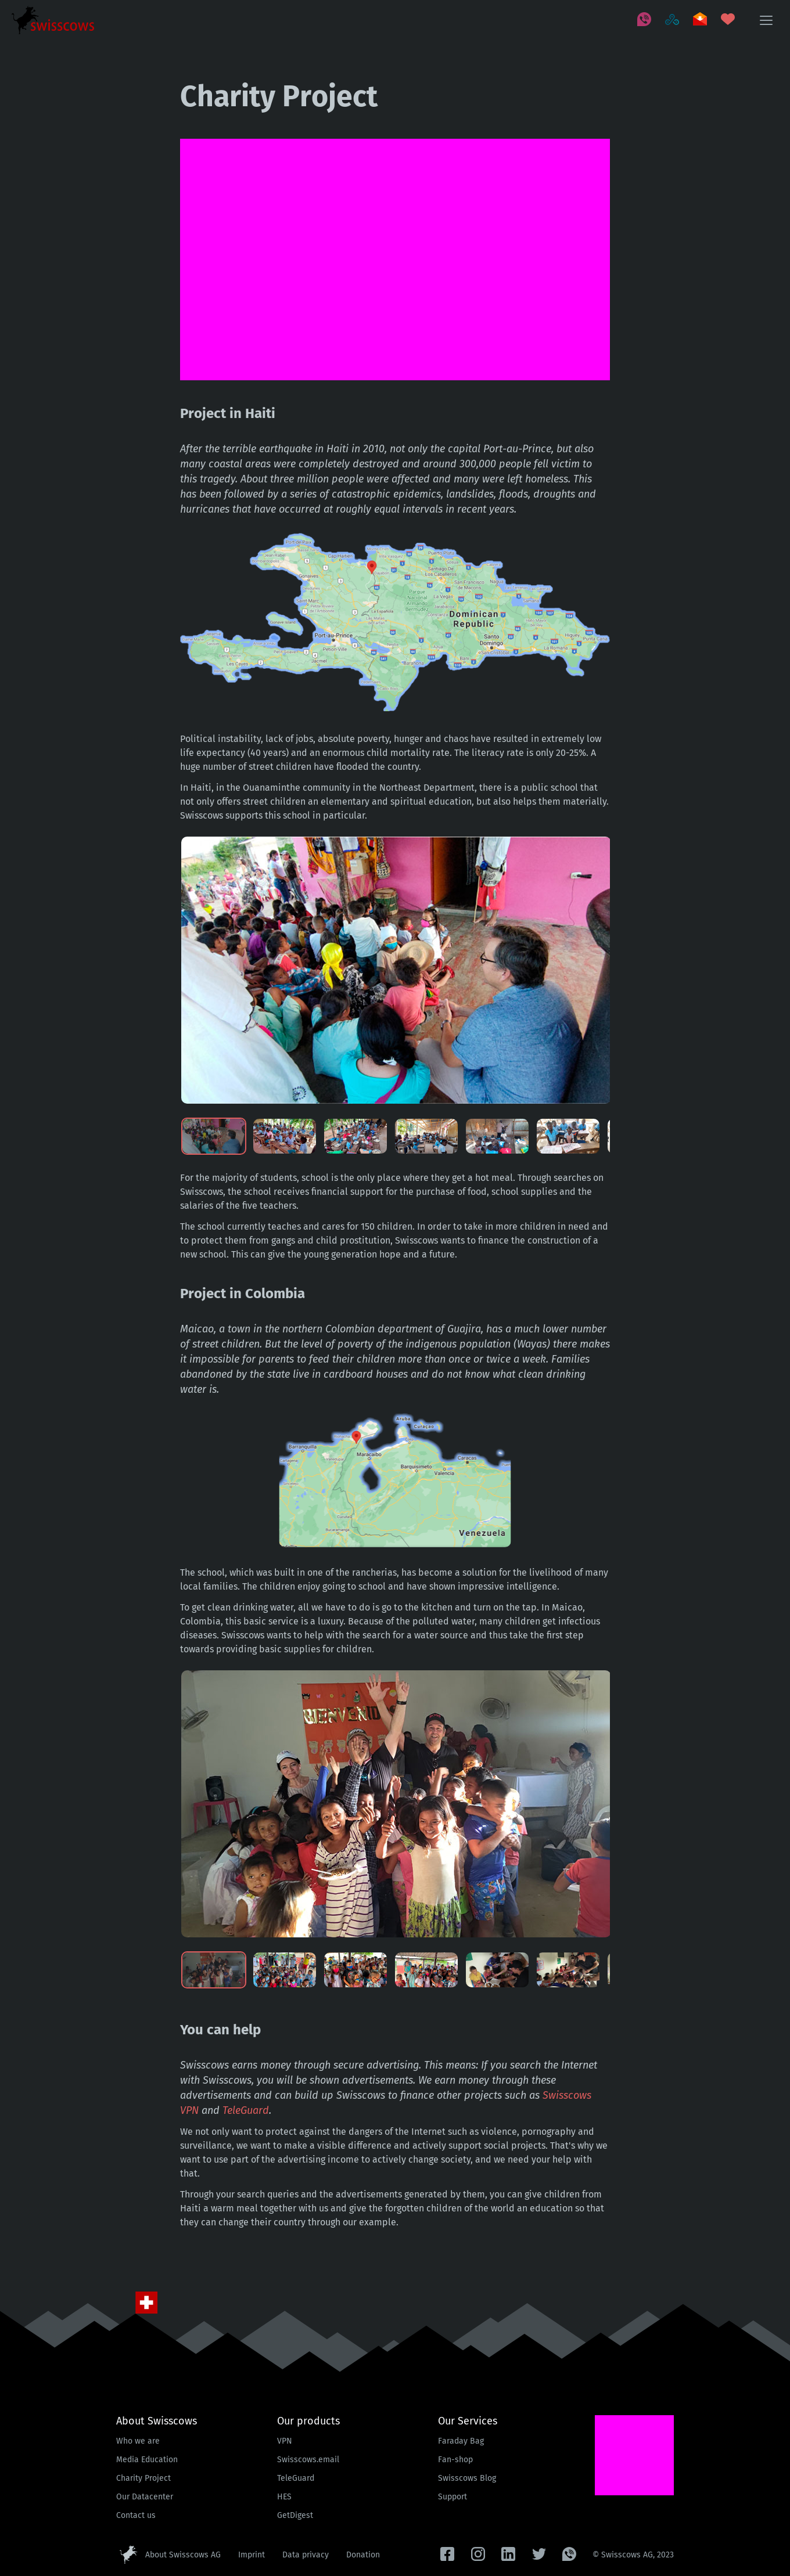 swisscows
Charity Project
Project in Haiti
After the terrible earthquake in Haiti in 2010, not only the capital Port-au-Prince, but also
many coastal areas were completely destroyed and around 300,000 people fell victim to
this tragedy. About three million people were affected and many were left homeless. This
has been followed by a series of catastrophic epidemics, landslides, floods, droughts and
hurricanes that have occurred at roughly equal intervals in recent years.
Dominican
Republic
Port-au-Prince
Santo
Domingo
Political instability, lack of jobs, absolute poverty, hunger and chaos have resulted in extremely low
life expectancy (40 years) and an enormous child mortality rate. The literacy rate is only 20-25%. A
huge number of street children have flooded the country.
In Haiti, in the Ouanaminthe community in the Northeast Department, there is a public school that
not only offers street children an elementary and spiritual education, but also helps them materially.
Swisscows supports this school in particular.
For the majority of students, school is the only place where they get a hot meal. Through searches on
Swisscows, the school receives financial support for the purchase of food, school supplies and the
salaries of the five teachers.
The school currently teaches and cares for 150 children. In order to take in more children in need and
to protect them from gangs and child prostitution, Swisscows wants to finance the construction of a
new school. This can give the young generation hope and a future.
Project in Colombia
Maicao, a town in the northern Colombian department of Guajira, has a much lower number
of street children. But the level of poverty of the indigenous population (Wayas) there makes
it impossible for parents to feed their children more than once or twice a week. Families
abandoned by the state live in cardboard houses and do not know what clean drinking
water is.
Aruba
Curaçao
Barranquilla
Maracaibo
Caracas
Barquisimeto
Valencia
Bucaramanga
Venezuela
The school, which was built in one of the rancherias, has become a solution for the livelihood of many
local families. The children enjoy going to school and have shown impressive intelligence.
To get clean drinking water, all we have to do is go to the kitchen and turn on the tap. In Maicao,
Colombia, this basic service is a luxury. Because of the polluted water, many children get infectious
diseases. Swisscows wants to help with the search for a water source and thus take the first step
towards providing basic supplies for children.
You can help
Swisscows earns money through secure advertising. This means: If you search the Internet
with Swisscows, you will be shown advertisements. We earn money through these
advertisements and can build up Swisscows to finance other projects such as Swisscows
VPN and TeleGuard.
We not only want to protect against the dangers of the Internet such as violence, pornography and
surveillance, we want to make a visible difference and actively support social projects. That's why we
want to use part of the advertising income to actively change society, and we need your help with
that.
Through your search queries and the advertisements generated by them, you can give children from
Haiti a warm meal together with us and give the forgotten children of the world an education so that
they can change their country through our example.
About Swisscows
Who we are
Media Education
Charity Project
Our Datacenter
Contact us
Our products
VPN
Swisscows.email
TeleGuard
HES
GetDigest
Our Services
Faraday Bag
Fan-shop
Swisscows Blog
Support
About Swisscows AG Imprint Data privacy Donation © Swisscows AG, 2023